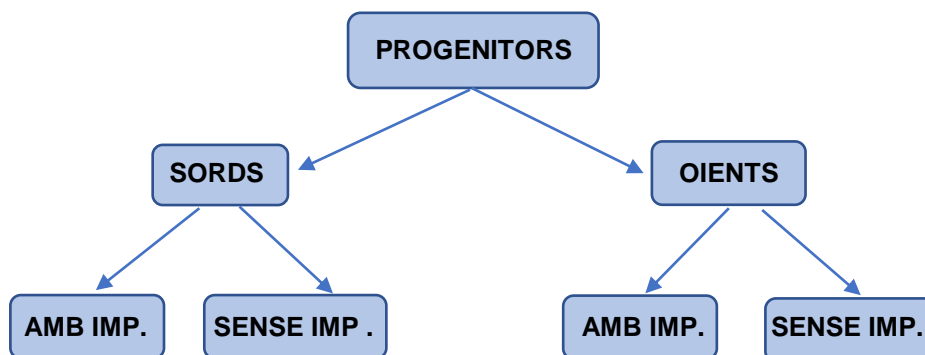 PROGENITORS
SORDS
OIENTS
AMB IMP.
SENSE IMP .
AMB IMP.
SENSE IMP.